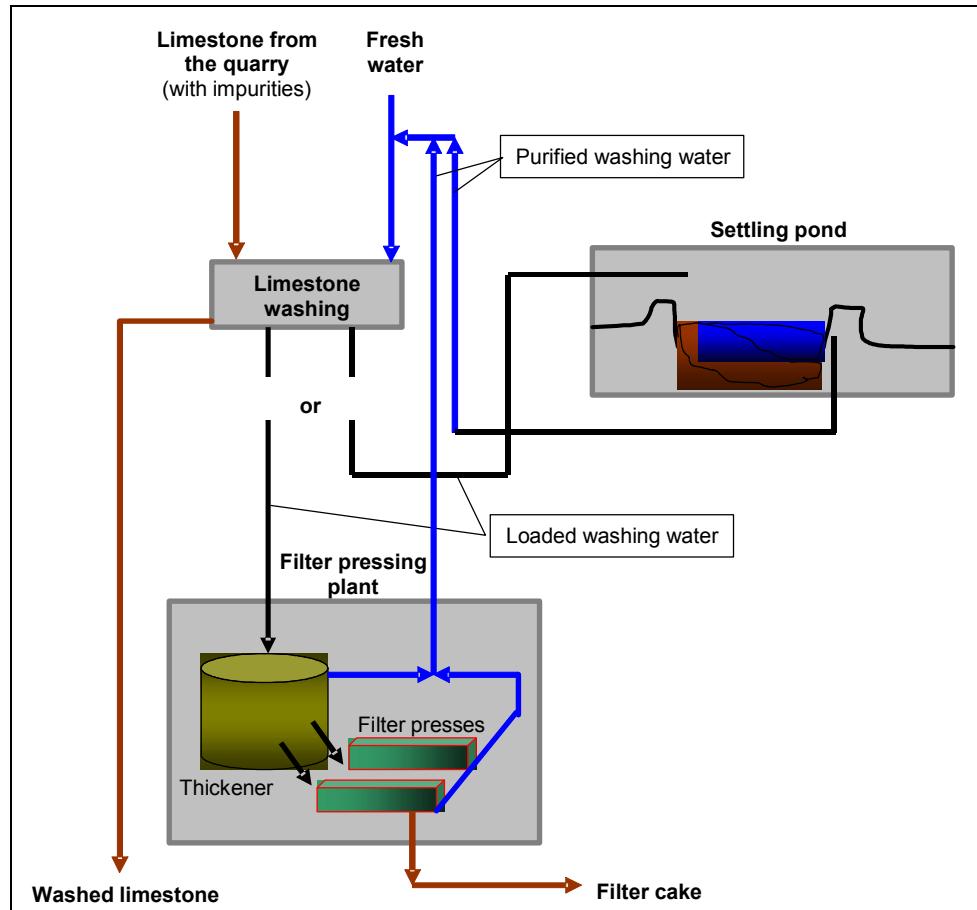 Limestone from
the quarry
(with impurities)
Fresh
water
Purified washing water
Settling pond
Limestone
washing
or
Loaded washing water
Filter pressing
plant
Filter presses
Thickener
Washed limestone
Filter cake